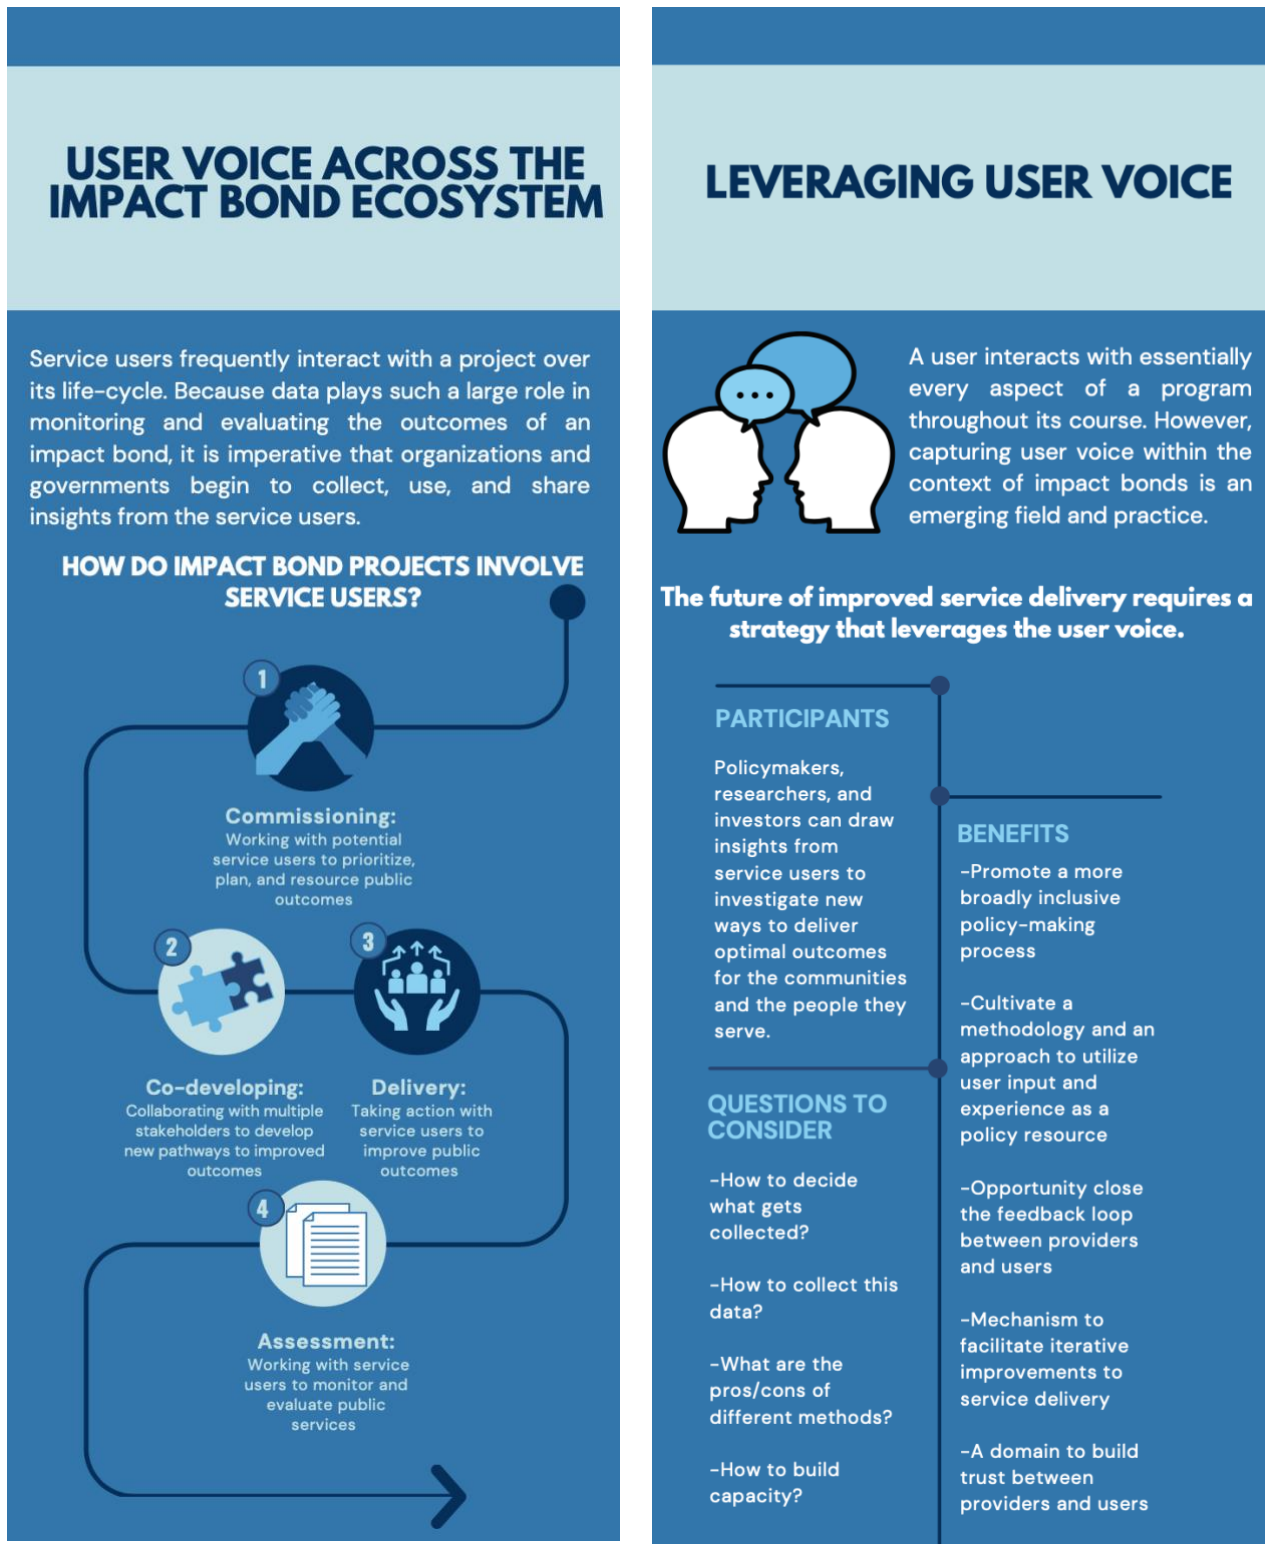 USER VOICE ACROSS THE
IMPACT BOND ECOSYSTEM
Service users frequently interact with a project over
its life-cycle. Because data plays such a large role in
monitoring and evaluating the outcomes of an
impact bond, it is imperative that organizations and
governments begin to collect, use, and share
insights from the service users.
HOW DO IMPACT BOND PROJECTS INVOLVE
SERVICE USERS?
1
Commissioning:
Working with potential
service users to prioritize,
plan, and resource public
outcomes
2
Co-developing:
Collaborating with multiple
stakeholders to develop
new pathways to improved
outcomes
3
Delivery:
Taking action with
service users to
improve public
outcomes
4
Assessment:
Working with service
users to monitor and
evaluate public
services
LEVERAGING USER VOICE
A user interacts with essentially
every aspect of a program
throughout its course. However,
capturing user voice within the
context of impact bonds is an
emerging field and practice.
The future of improved service delivery requires a
strategy that leverages the user voice.
PARTICIPANTS
Policymakers,
researchers, and
investors can draw
insights from
service users to
investigate new
ways to deliver
optimal outcomes
for the communities
and the people they
serve.
BENEFITS
-Promote a more
broadly inclusive
policy-making
process
-Cultivate a
methodology and an
approach to utilize
user input and
experience as a
policy resource
-Opportunity close
the feedback loop
between providers
and users
-Mechanism to
facilitate iterative
improvements to
service delivery
-A domain to build
trust between
providers and users
QUESTIONS TO
CONSIDER
-How to decide
what gets
collected?
-How to collect this
data?
-What are the
pros/cons of
different methods?
-How to build
capacity?